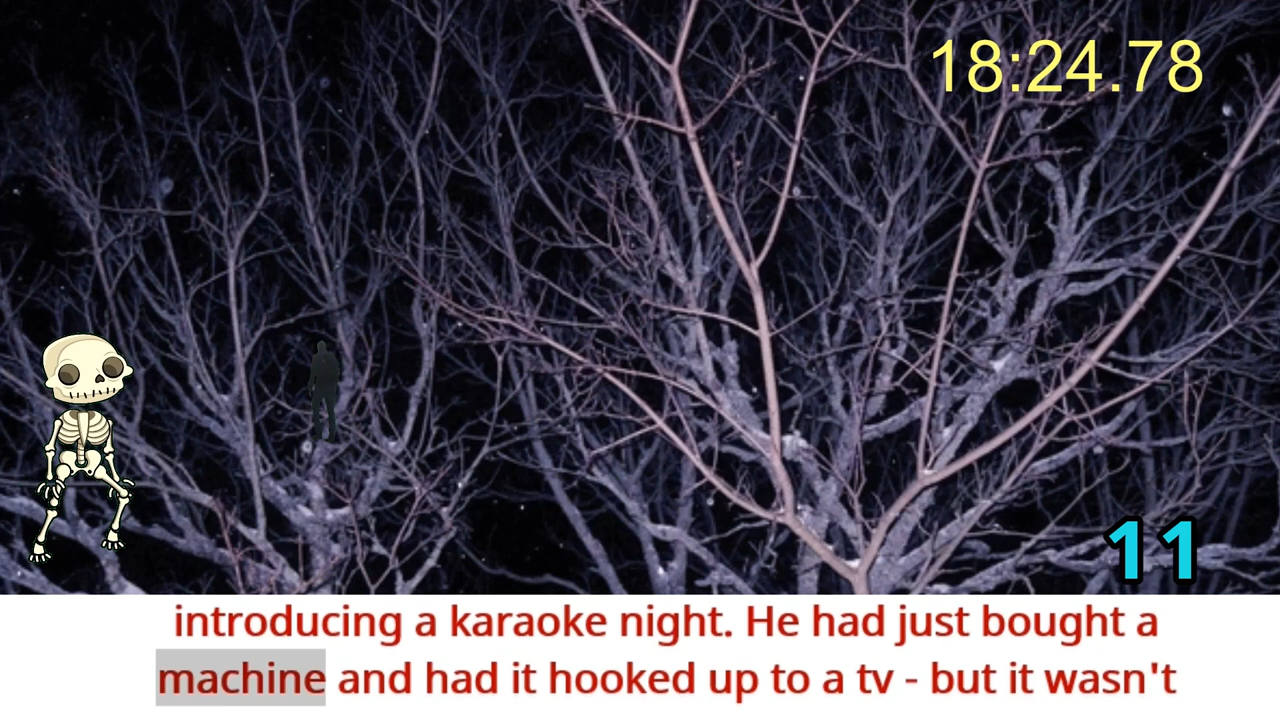 18:24.78
11
introducing a karaoke night. He had just bought a
machine and had it hooked up to a tv - but it wasn't